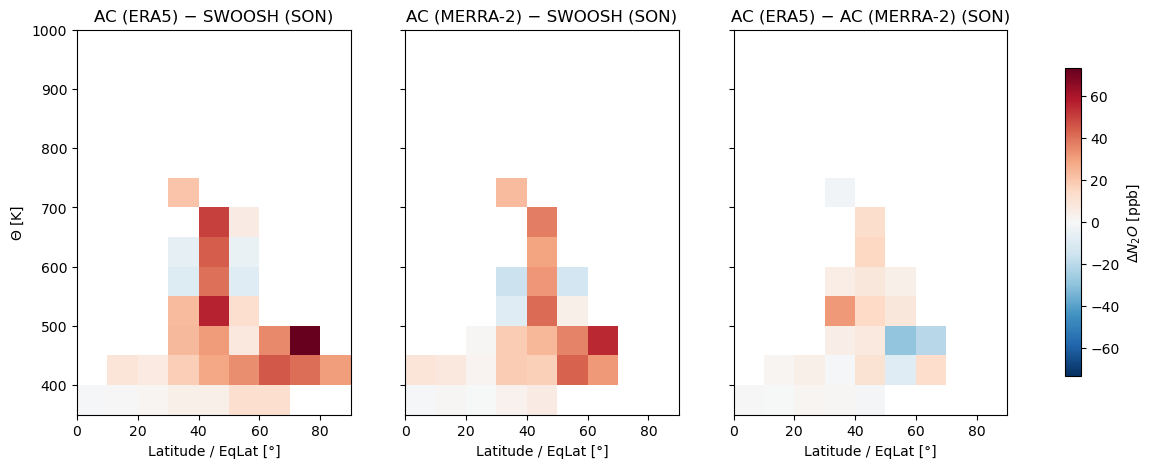 AC (ERA5) − SWOOSH (SON)
AC (MERRA-2) − SWOOSH (SON)
AC (ERA5) − AC (MERRA-2) (SON)
1000
900
800
700
600
500
400
Θ [K]
0 20 40 60 80
0 20 40 60 80
0 20 40 60 80
Latitude / EqLat [°]
Latitude / EqLat [°]
Latitude / EqLat [°]
60
40
20
0
−20
−40
−60
ΔN₂O [ppb]